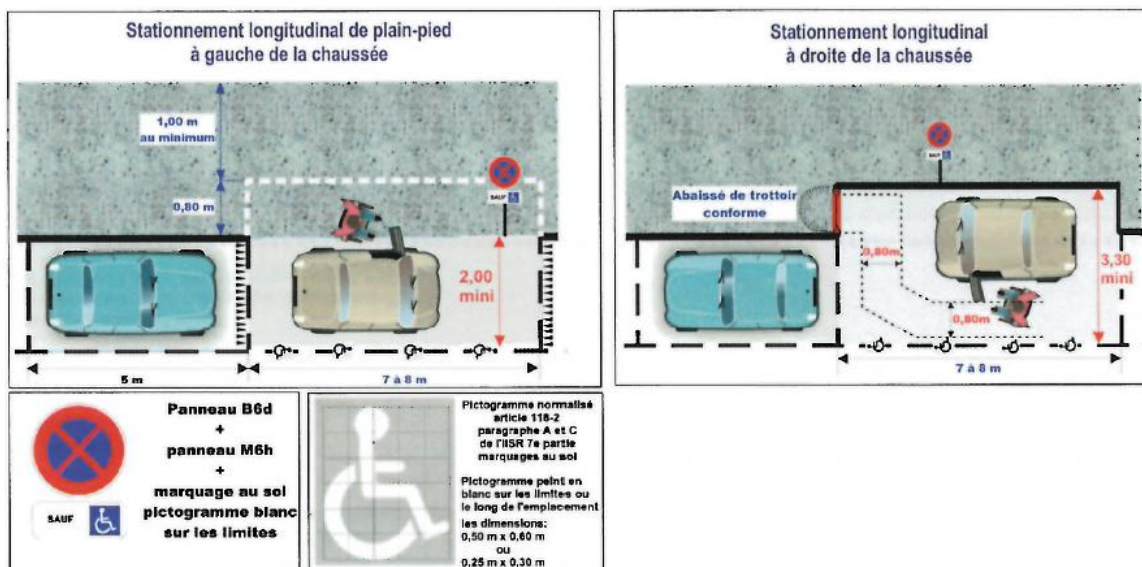 Stationnement longitudinal de plain-pied
à gauche de la chaussée
1,00 m
au minimum
0,80 m
SAUF
2,00
mini
5 m
7 à 8 m
Stationnement longitudinal
à droite de la chaussée
SAUF
Abaissé de trottoir
conforme
0,80m
3,30
mini
0,80m
7 à 8 m
Panneau B6d
+
panneau M6h
+
marquage au sol
pictogramme blanc
sur les limites
SAUF
Pictogramme normalisé
article 118-2
paragraphe A et C
de l'IISR 7e partie
marquages au sol
Pictogramme peint en
blanc sur les limites ou
le long de l'emplacement
les dimensions:
0,50 m x 0,60 m
ou
0,25 m x 0,30 m